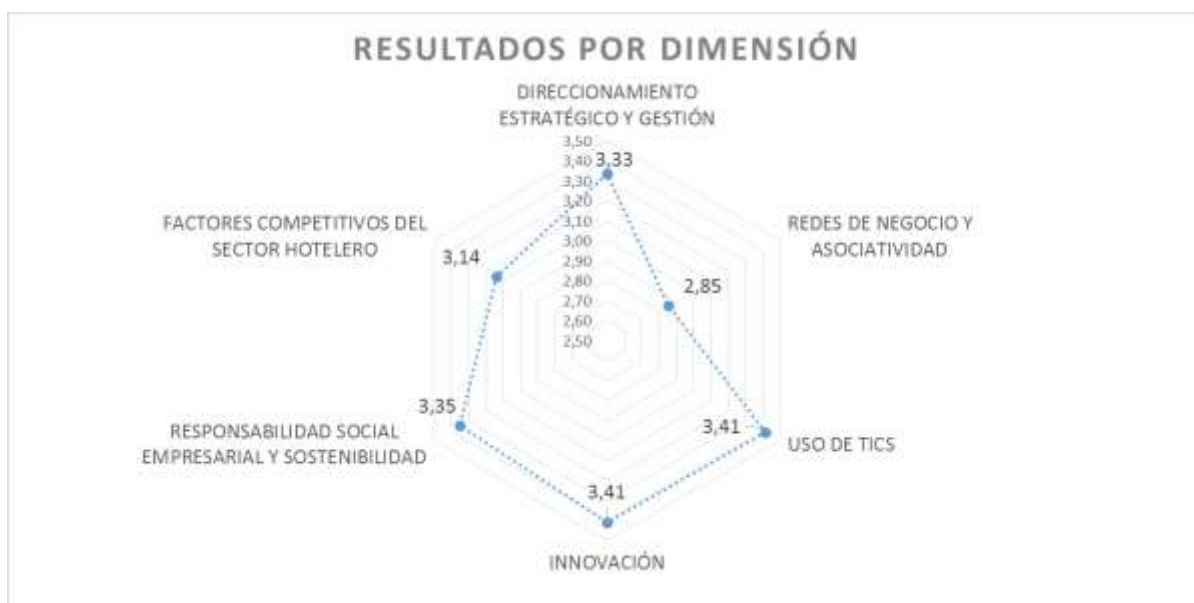 RESULTADOS POR DIMENSIÓN
DIRECCIONAMIENTO
ESTRATÉGICO Y GESTIÓN
3,50
3,40
3,33
3,30
3,20
3,10
3,00
2,90
2,80
2,70
2,60
2,50
REDES DE NEGOCIO Y
ASOCIATIVIDAD
2,85
FACTORES COMPETITIVOS DEL
SECTOR HOTELERO
3,14
USO DE TICS
3,41
RESPONSABILIDAD SOCIAL
EMPRESARIAL Y SOSTENIBILIDAD
3,35
3,41
INNOVACIÓN